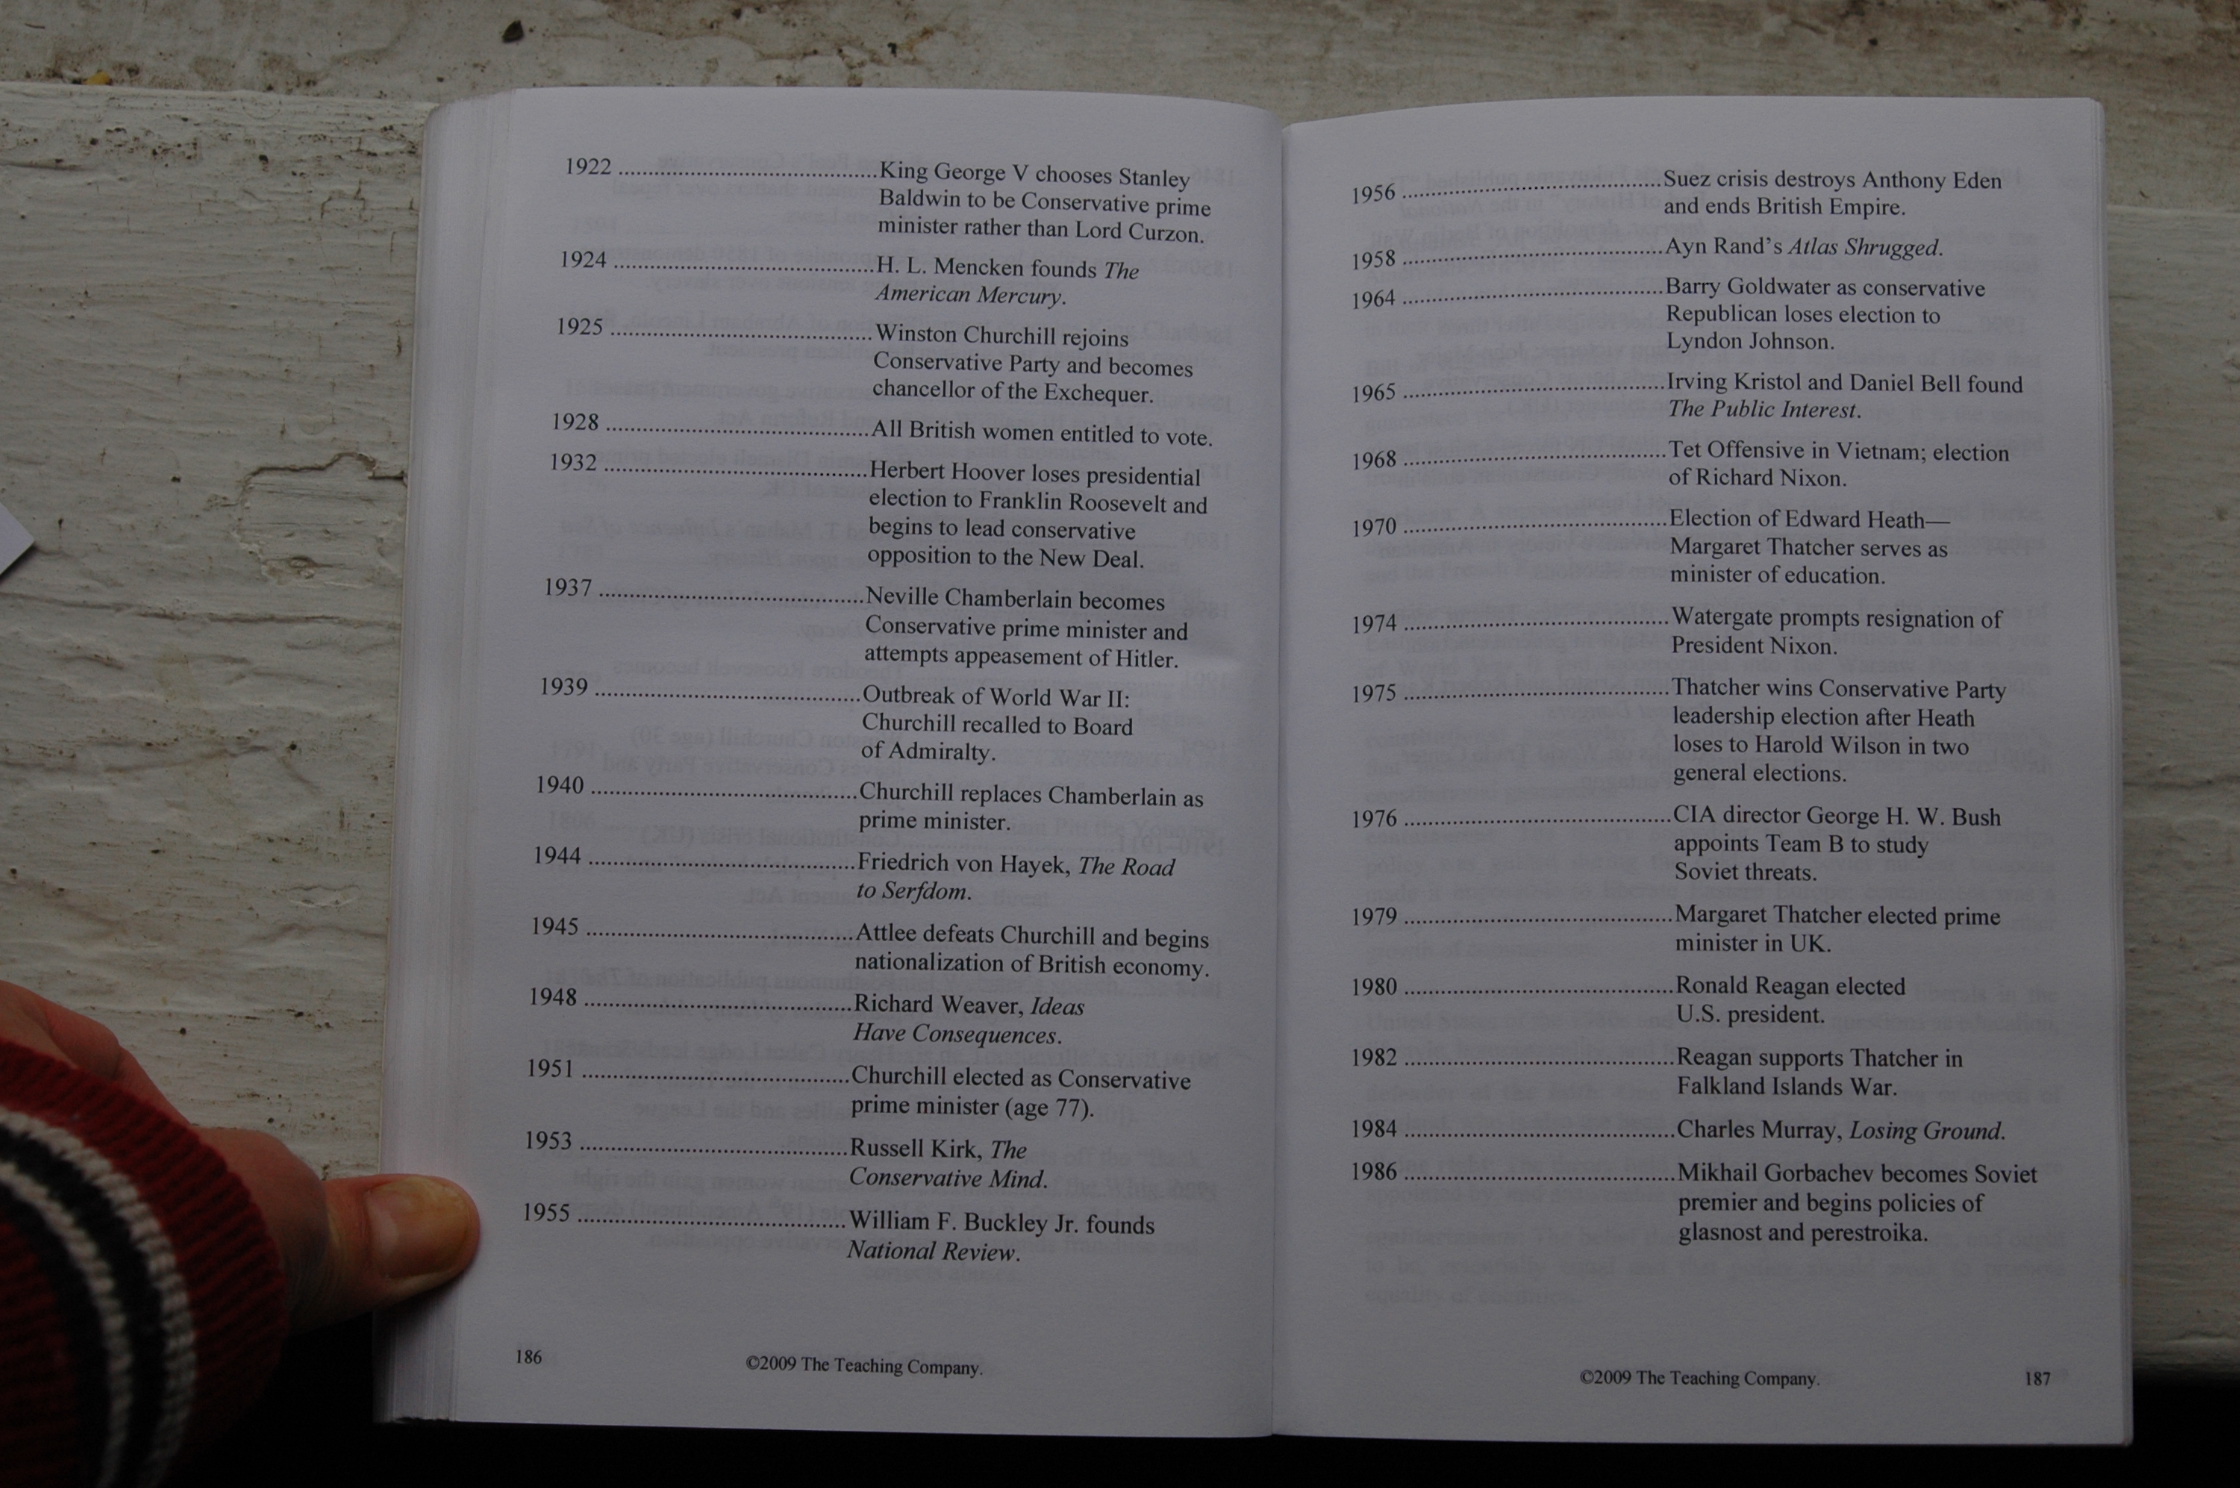 1922 ..........................................King George V chooses Stanley
Baldwin to be Conservative prime
minister rather than Lord Curzon.
1924 ..........................................H. L. Mencken founds The
American Mercury.
1925 ..........................................Winston Churchill rejoins
Conservative Party and becomes
chancellor of the Exchequer.
1928 ..........................................All British women entitled to vote.
1932 ..........................................Herbert Hoover loses presidential
election to Franklin Roosevelt and
begins to lead conservative
opposition to the New Deal.
1937 ..........................................Neville Chamberlain becomes
Conservative prime minister and
attempts appeasement of Hitler.
1939 ..........................................Outbreak of World War II:
Churchill recalled to Board
of Admiralty.
1940 ..........................................Churchill replaces Chamberlain as
prime minister.
1944 ..........................................Friedrich von Hayek, The Road
to Serfdom.
1945 ..........................................Attlee defeats Churchill and begins
nationalization of British economy.
1948 ..........................................Richard Weaver, Ideas
Have Consequences.
1951 ..........................................Churchill elected as Conservative
prime minister (age 77).
1953 ..........................................Russell Kirk, The
Conservative Mind.
1955 ..........................................William F. Buckley Jr. founds
National Review.
186 ©2009 The Teaching Company.
1956 ..........................................Suez crisis destroys Anthony Eden
and ends British Empire.
1958 ..........................................Ayn Rand's Atlas Shrugged.
1964 ..........................................Barry Goldwater as conservative
Republican loses election to
Lyndon Johnson.
1965 ..........................................Irving Kristol and Daniel Bell found
The Public Interest.
1968 ..........................................Tet Offensive in Vietnam; election
of Richard Nixon.
1970 ..........................................Election of Edward Heath—
Margaret Thatcher serves as
minister of education.
1974 ..........................................Watergate prompts resignation of
President Nixon.
1975 ..........................................Thatcher wins Conservative Party
leadership election after Heath
loses to Harold Wilson in two
general elections.
1976 ..........................................CIA director George H. W. Bush
appoints Team B to study
Soviet threats.
1979 ..........................................Margaret Thatcher elected prime
minister in UK.
1980 ..........................................Ronald Reagan elected
U.S. president.
1982 ..........................................Reagan supports Thatcher in
Falkland Islands War.
1984 ..........................................Charles Murray, Losing Ground.
1986 ..........................................Mikhail Gorbachev becomes Soviet
premier and begins policies of
glasnost and perestroika.
©2009 The Teaching Company. 187